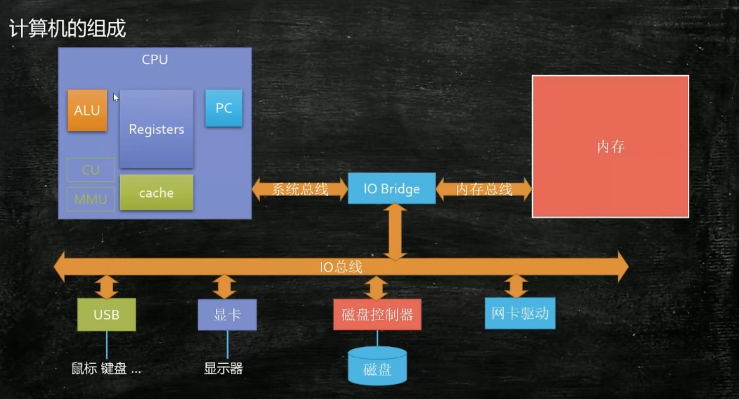 计算机的组成
CPU
ALU
Registers
PC
CU
MMU
cache
系统总线
IO Bridge
内存总线
内存
IO总线
USB
显卡
磁盘控制器
网卡驱动
鼠标 键盘 ...
显示器
磁盘